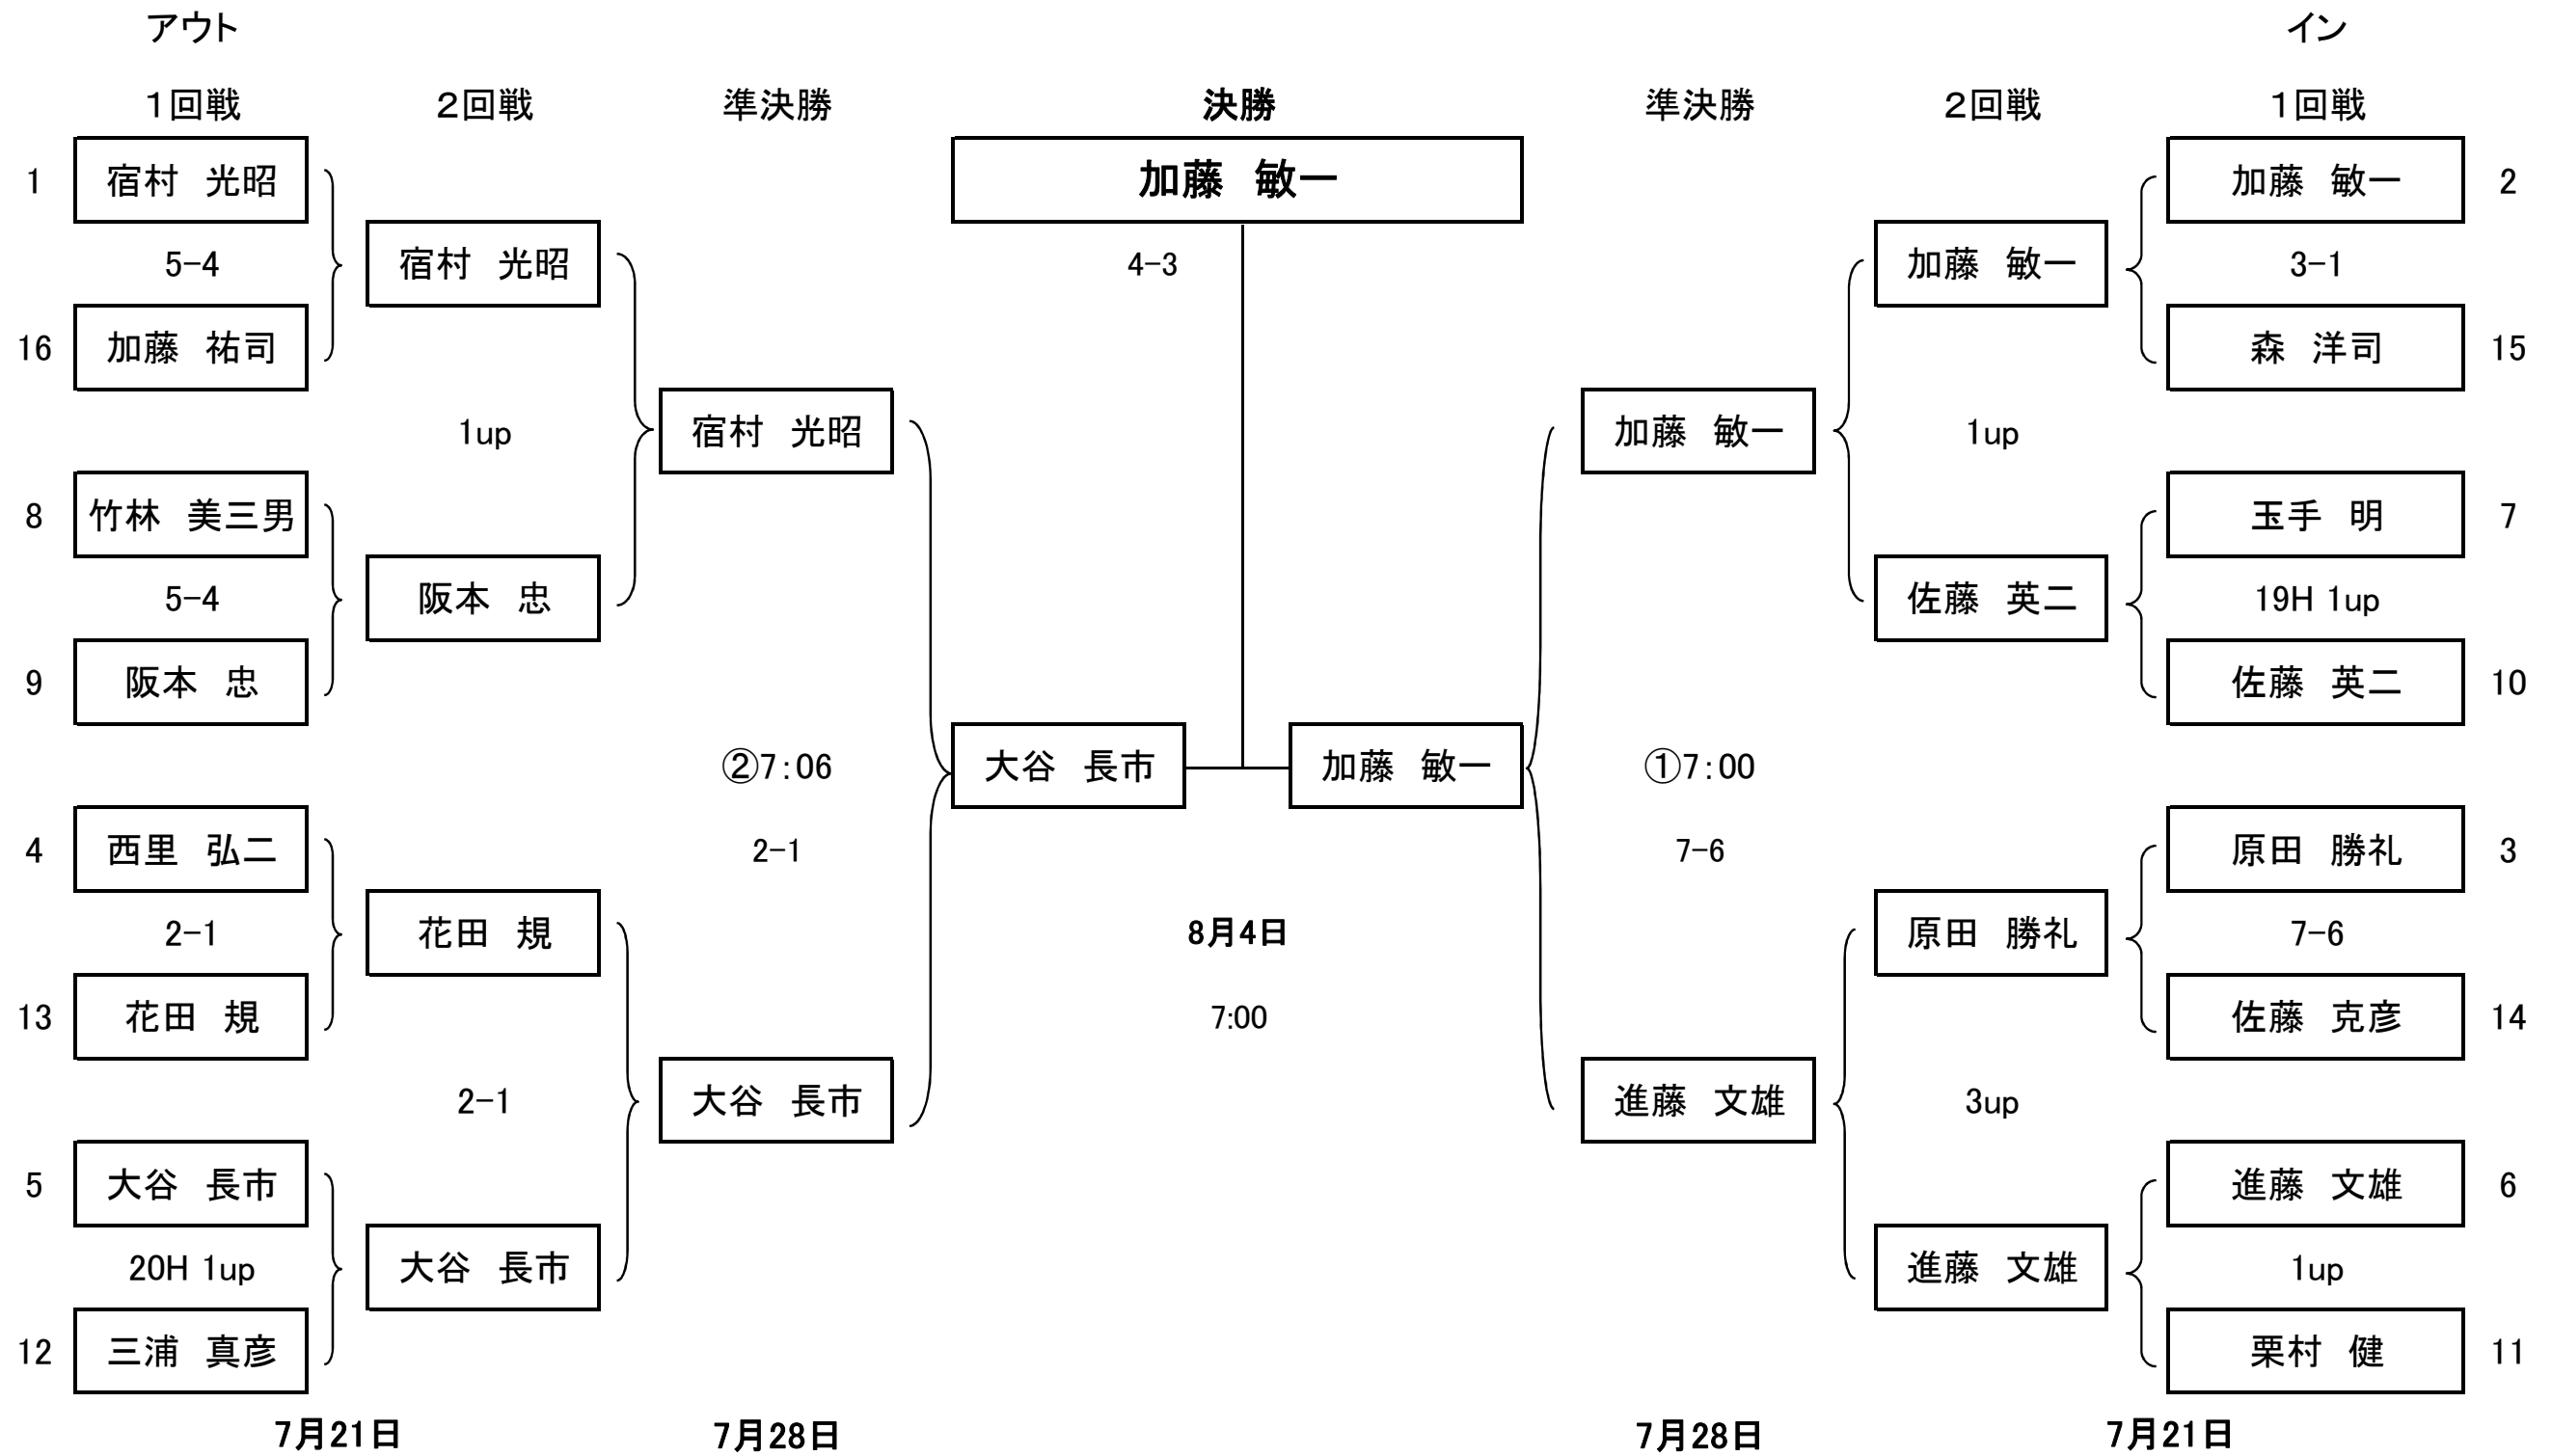 アウト イン
1回戦 2回戦 準決勝 決勝 準決勝 2回戦 1回戦
1 宿村 光昭 加藤 敏一 加藤 敏一 2
5-4 宿村 光昭 4-3 加藤 敏一 3-1
16 加藤 祐司 森 洋司 15
1up 宿村 光昭 加藤 敏一 1up
8 竹林 美三男 玉手 明 7
5-4 阪本 忠 佐藤 英二 19H 1up
9 阪本 忠 佐藤 英二 10
②7:06 大谷 長市 加藤 敏一 ①7:00
4 西里 弘二 2-1 7-6 原田 勝礼 3
2-1 花田 規 8月4日 原田 勝礼 7-6
13 花田 規 7:00 佐藤 克彦 14
2-1 大谷 長市 進藤 文雄 3up
5 大谷 長市 進藤 文雄 6
20H 1up 大谷 長市 進藤 文雄 1up
12 三浦 真彦 栗村 健 11
7月21日 7月28日 7月28日 7月21日